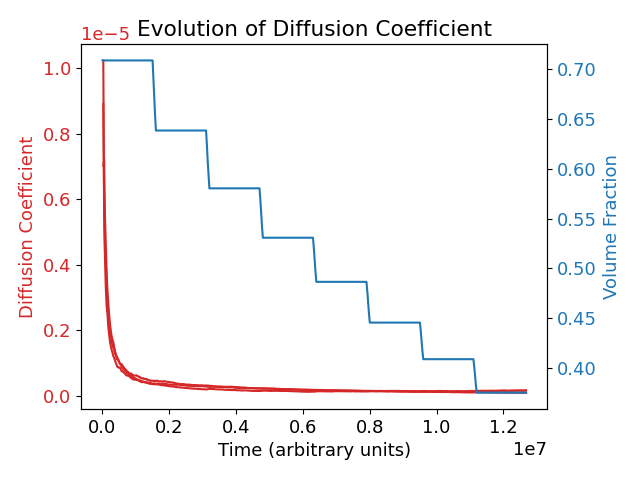 Evolution of Diffusion Coefficient
1e−5
1.0
0.8
0.6
0.4
0.2
0.0
Diffusion Coefficient
0.70
0.65
0.60
0.55
0.50
0.45
0.40
Volume Fraction
0.0 0.2 0.4 0.6 0.8 1.0 1.2
1e7
Time (arbitrary units)